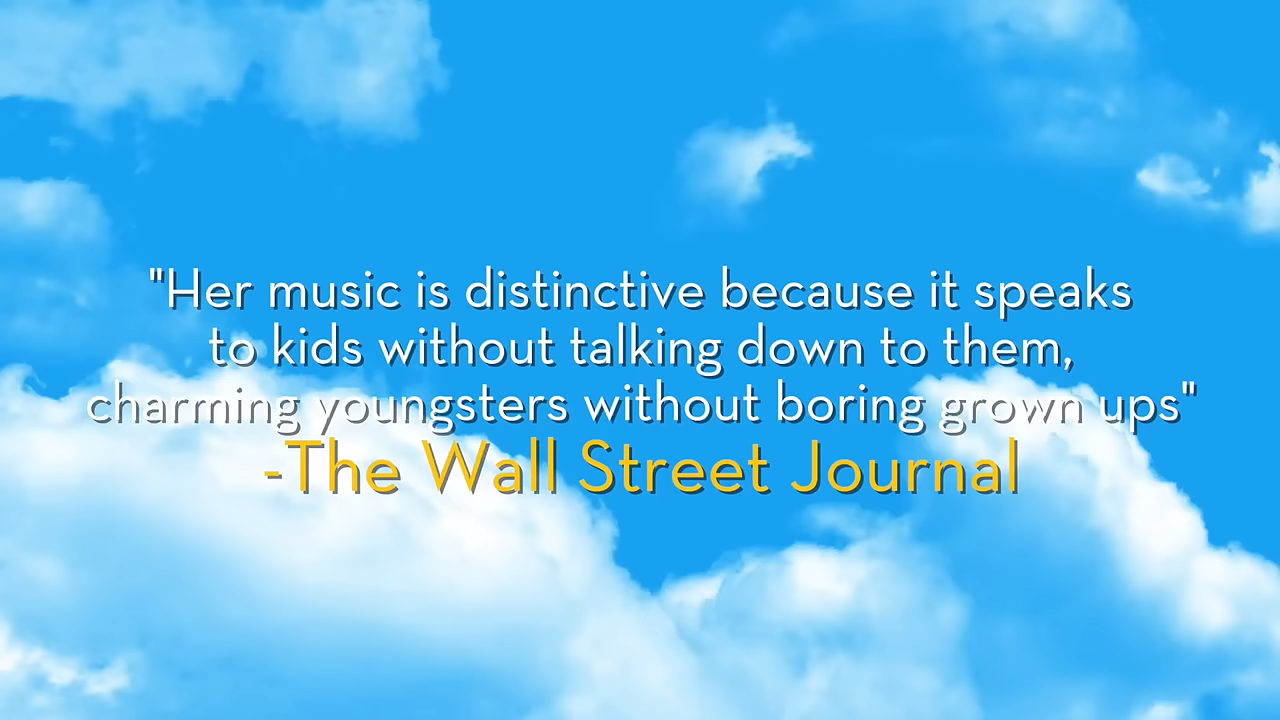 "Her music is distinctive because it speaks
to kids without talking down to them,
charming youngsters without boring grown ups"
-The Wall Street Journal